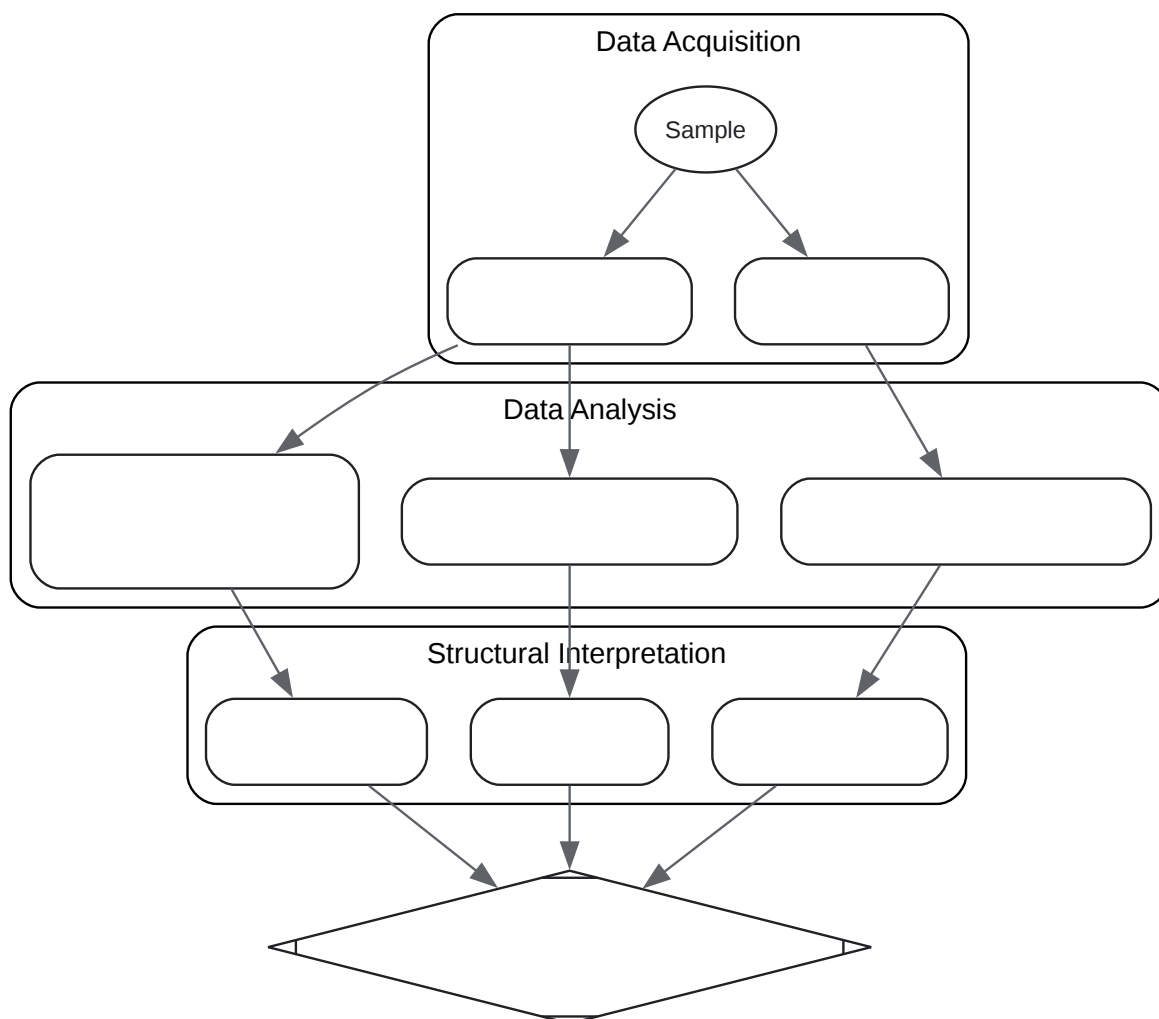 Data Acquisition
Sample
Data Analysis
Structural Interpretation